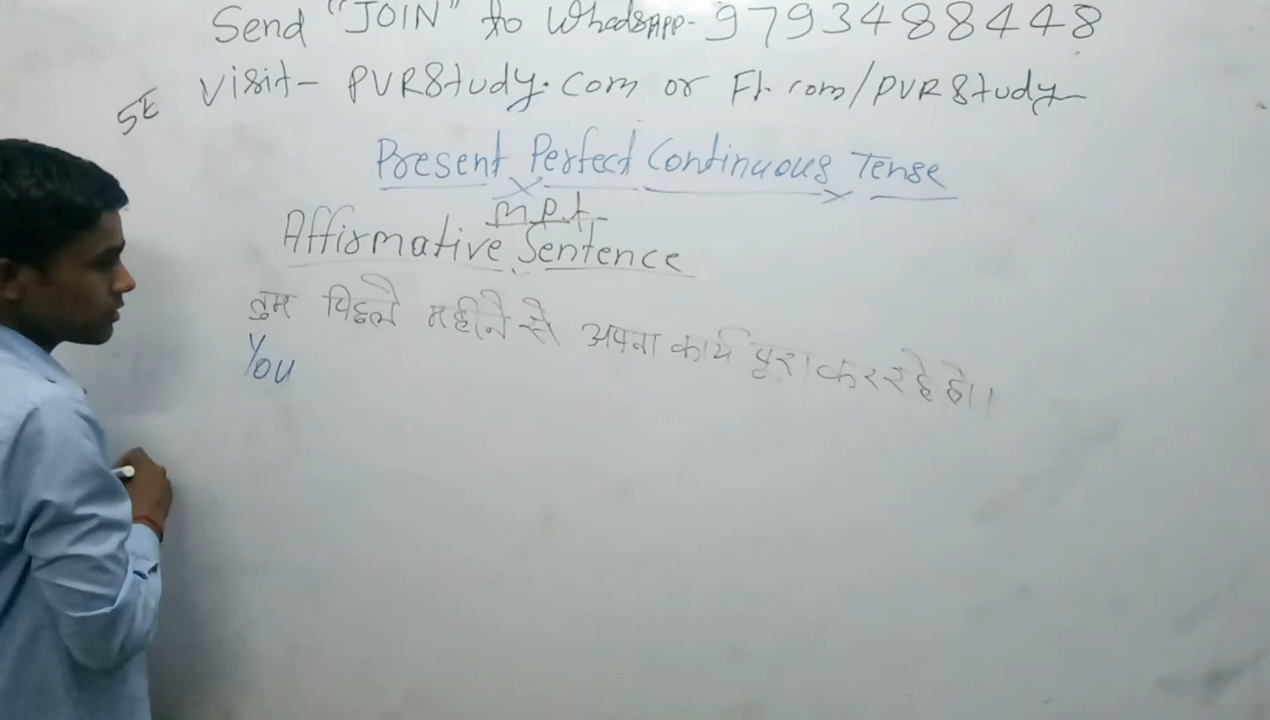 Send "JOIN" to WhatsApp- 9793488448
Visit- PVRStudy.com or Fb.com/PVRStudy
SE
Present Perfect Continuous Tense
m.p.t.
Affirmative Sentence
तुम पिछले महीने से अपना कार्य पूरा कर रहे हो।
You